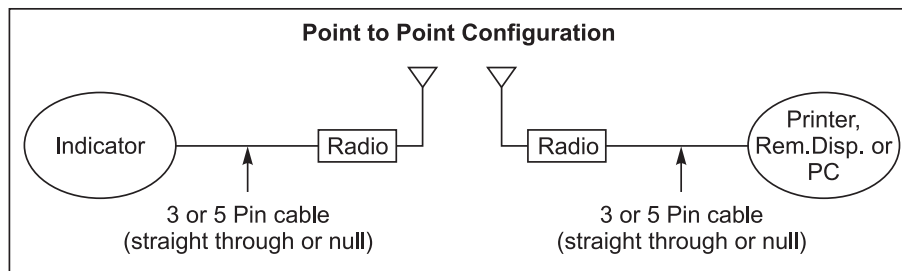 Point to Point Configuration
Indicator
Radio
Radio
Printer,
Rem.Disp. or
PC
3 or 5 Pin cable
(straight through or null)
3 or 5 Pin cable
(straight through or null)